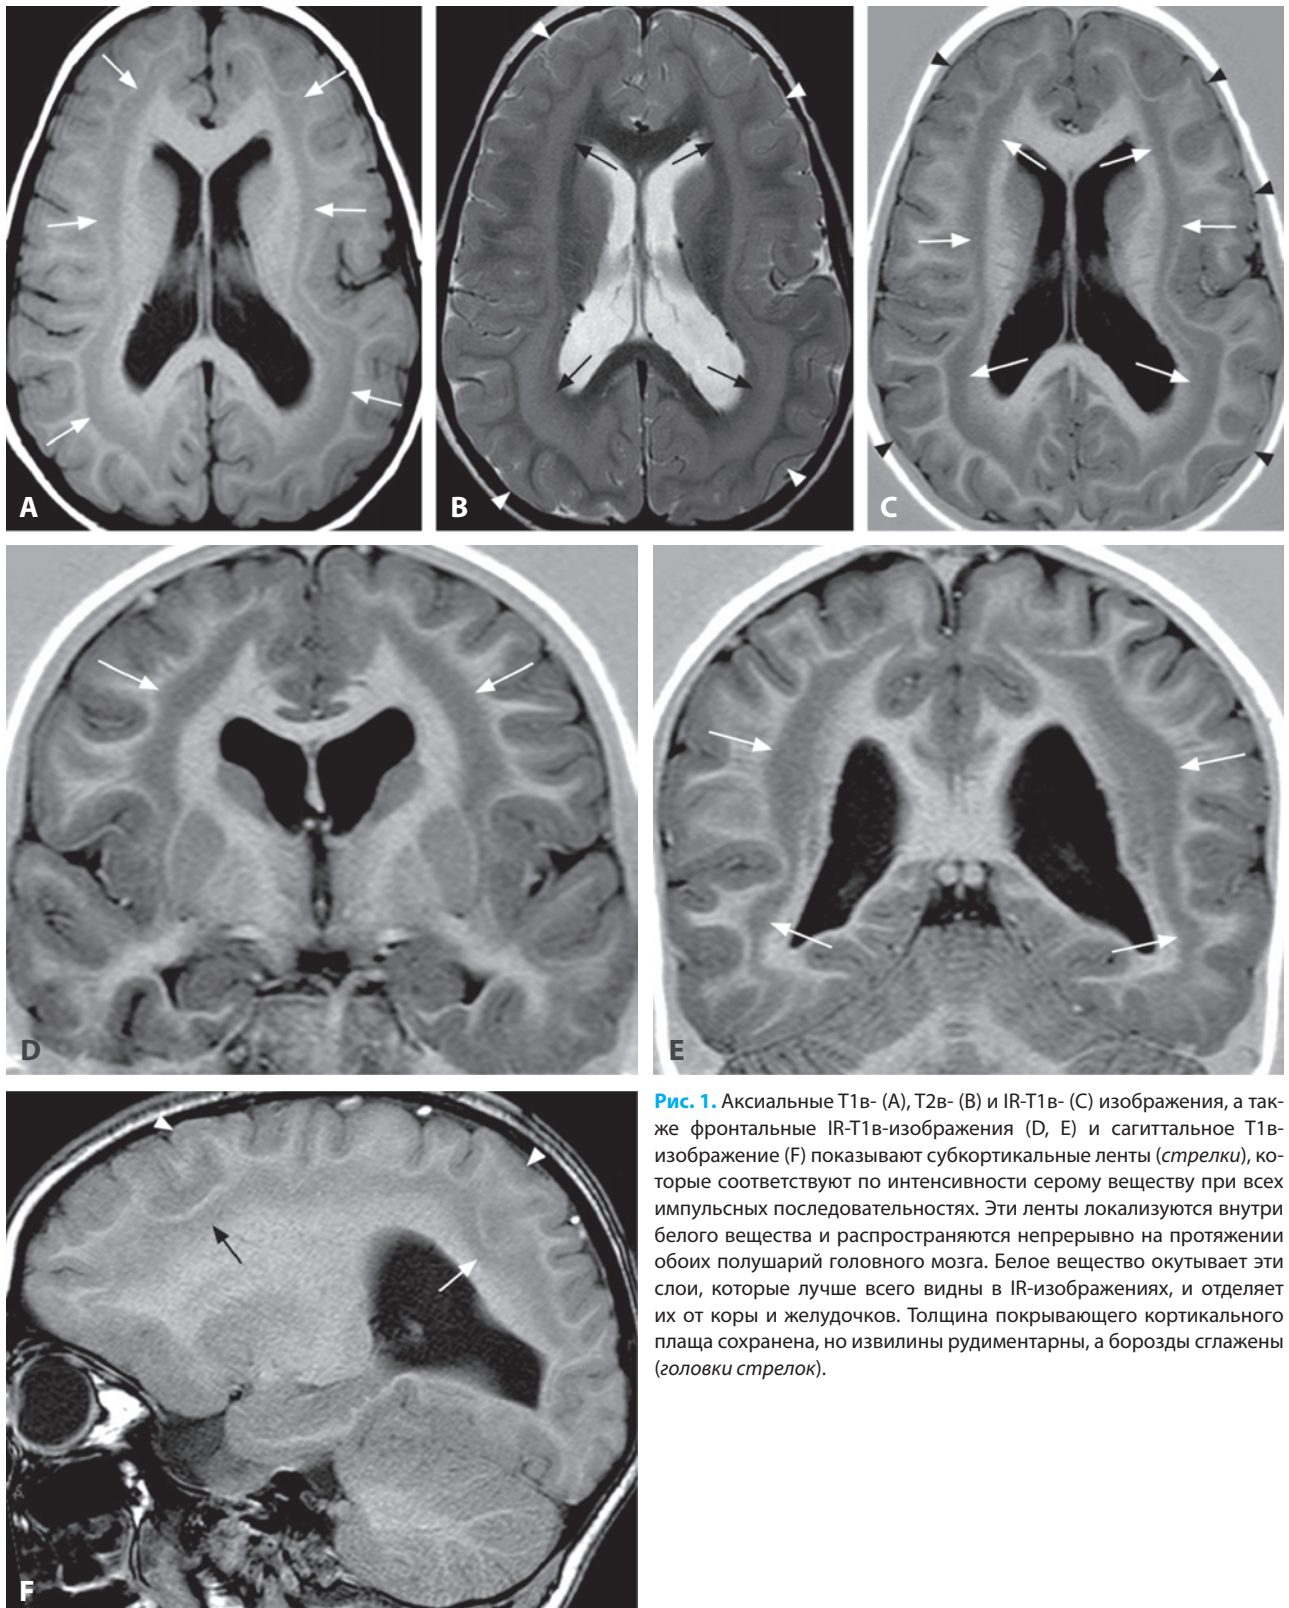 A
B
C
D
E
F
Рис. 1. Аксиальные Т1в- (A), Т2в- (B) и IR-Т1в- (C) изображения, а так-
же фронтальные IR-Т1в-изображения (D, E) и сагиттальное Т1в-
изображение (F) показывают субкортикальные ленты (стрелки), ко-
торые соответствуют по интенсивности серому веществу при всех
импульсных последовательностях. Эти ленты локализуются внутри
белого вещества и распространяются непрерывно на протяжении
обоих полушарий головного мозга. Белое вещество окутывает эти
слои, которые лучше всего видны в IR-изображениях, и отделяет
их от коры и желудочков. Толщина покрывающего кортикального
плаща сохранена, но извилины рудиментарны, а борозды сглажены
(головки стрелок).